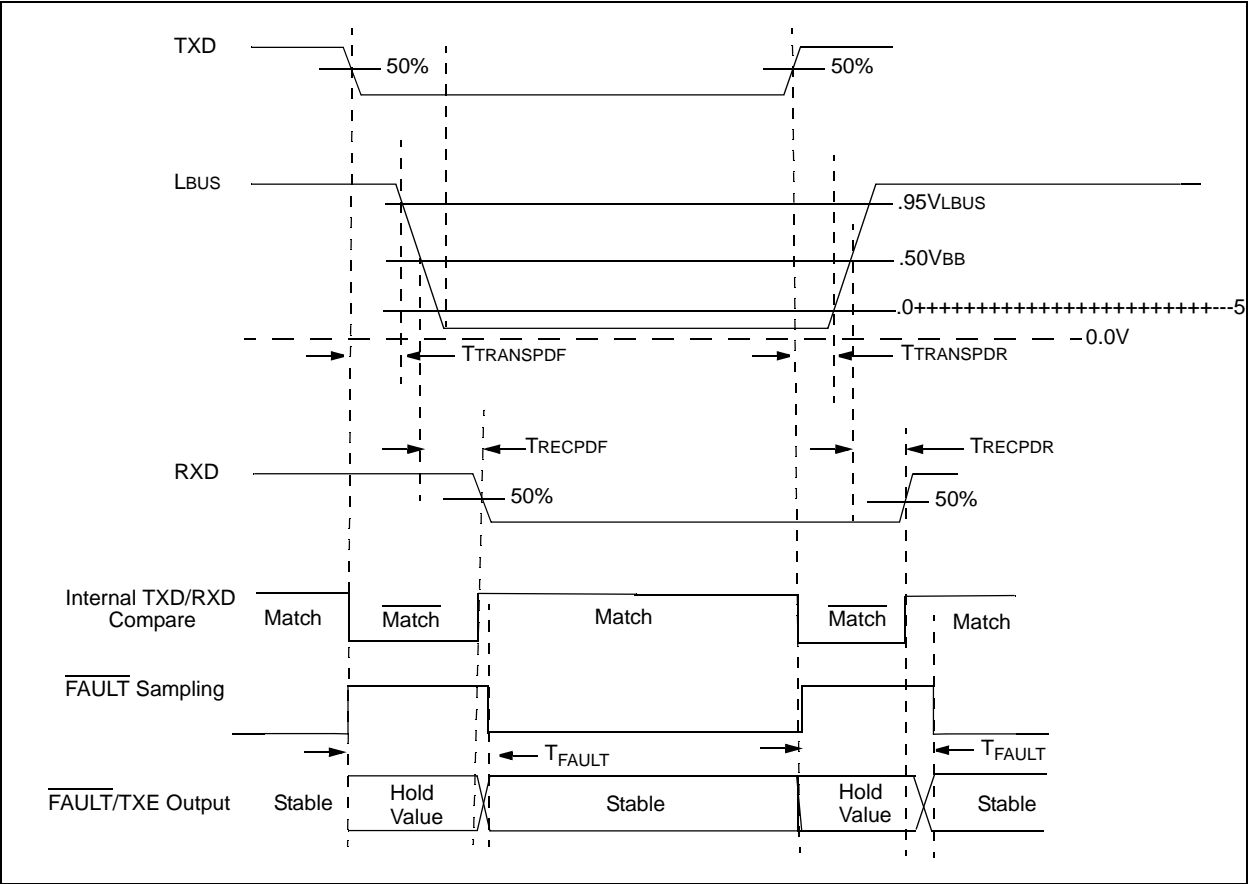 TXD
50%
50%
LBUS
.95VLBUS
.50VBB
.0++++++++++++++++++++++++---5
0.0V
TTRANSPDF
TTRANSPDR
TRECPDF
TRECPDR
RXD
50%
50%
Internal TXD/RXD
Compare
Match
Match
Match
Match
Match
FAULT Sampling
TFAULT
TFAULT
FAULT/TXE Output
Stable
Hold
Value
Stable
Hold
Value
Stable